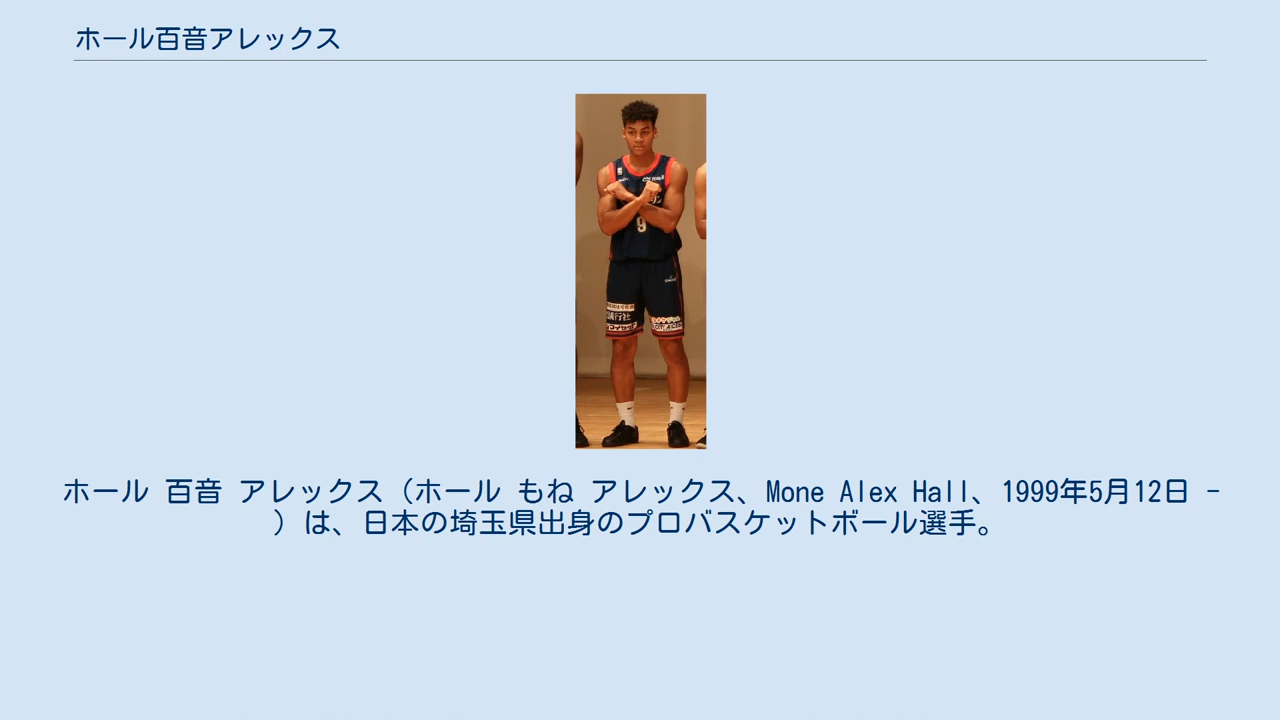 ホール百音アレックス
9
ホール 百音 アレックス（ホール もね アレックス、Mone Alex Hall、1999年5月12日 -
）は、日本の埼玉県出身のプロバスケットボール選手。